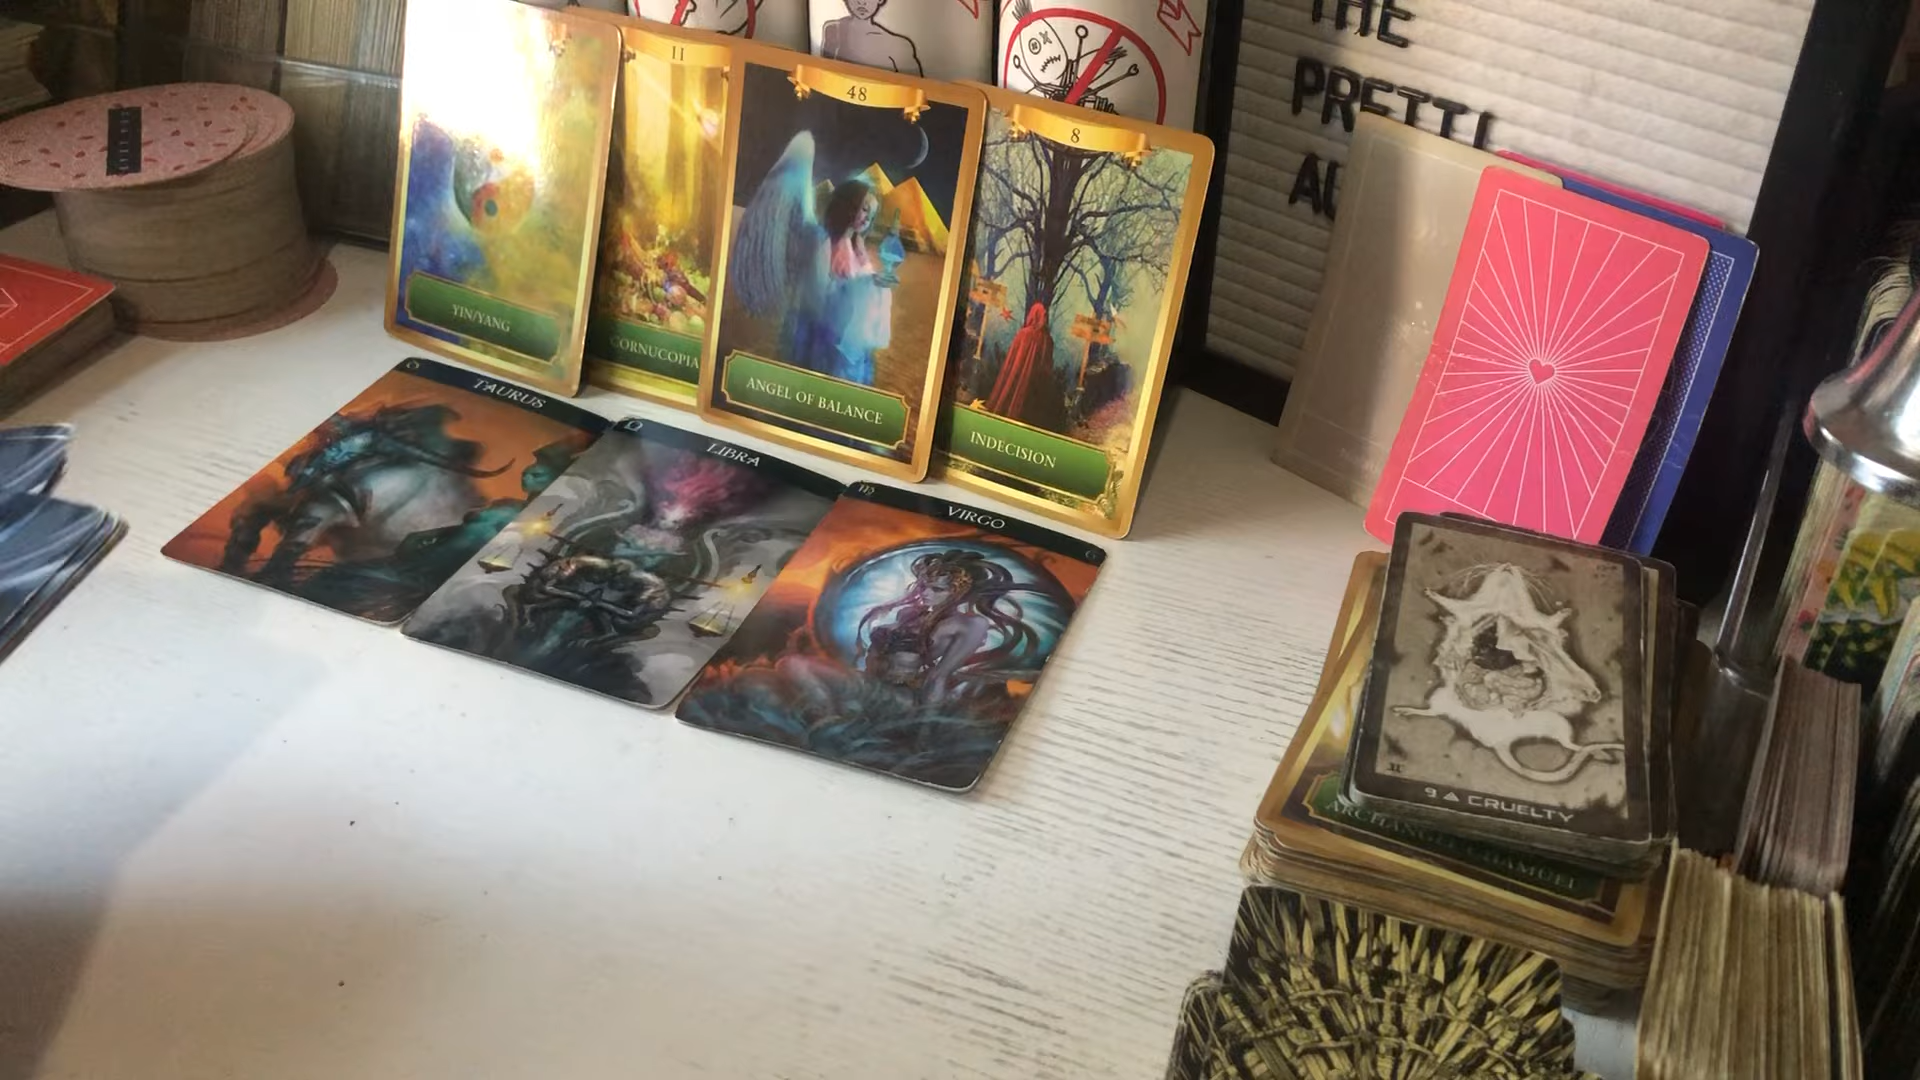 THE
PRETTI
11
48
8
YIN/YANG
CORNUCOPIA
ANGEL OF BALANCE
INDECISION
TAURUS
LIBRA
VIRGO
9 CRUELTY
ARCHANGEL CHAMUEL